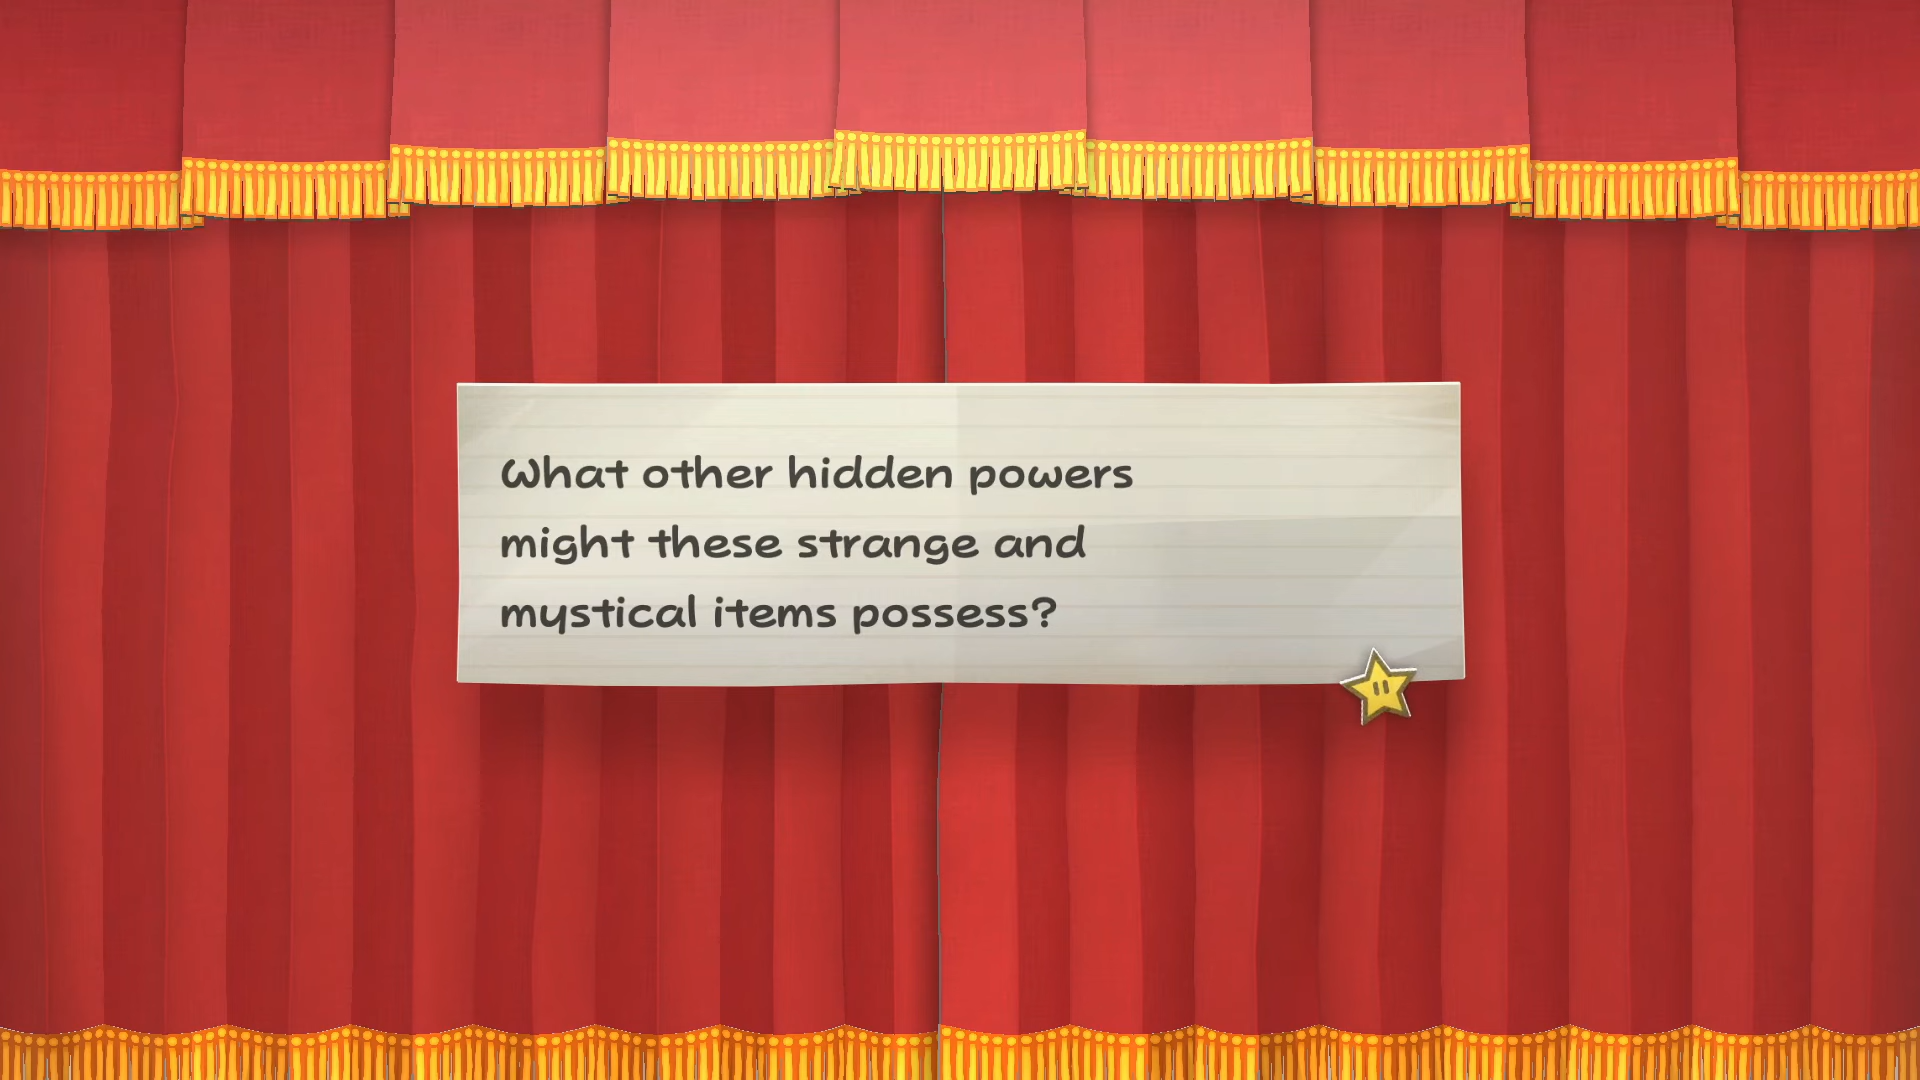 What other hidden powers
might these strange and
mystical items possess?